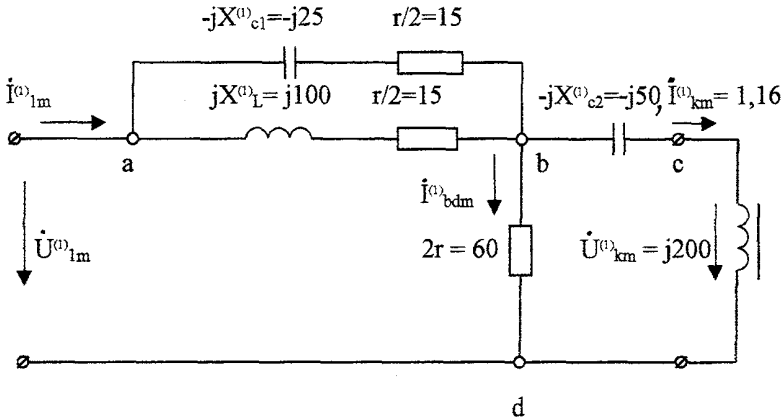 -jX⁽¹⁾c1=-j25 r/2=15
İ⁽¹⁾1m jX⁽¹⁾L= j100 r/2=15 -jX⁽¹⁾c2=-j50, İ⁽¹⁾km= 1,16
a b c
İ⁽¹⁾bdm
U̇⁽¹⁾1m 2r = 60 U̇⁽¹⁾km = j200
d